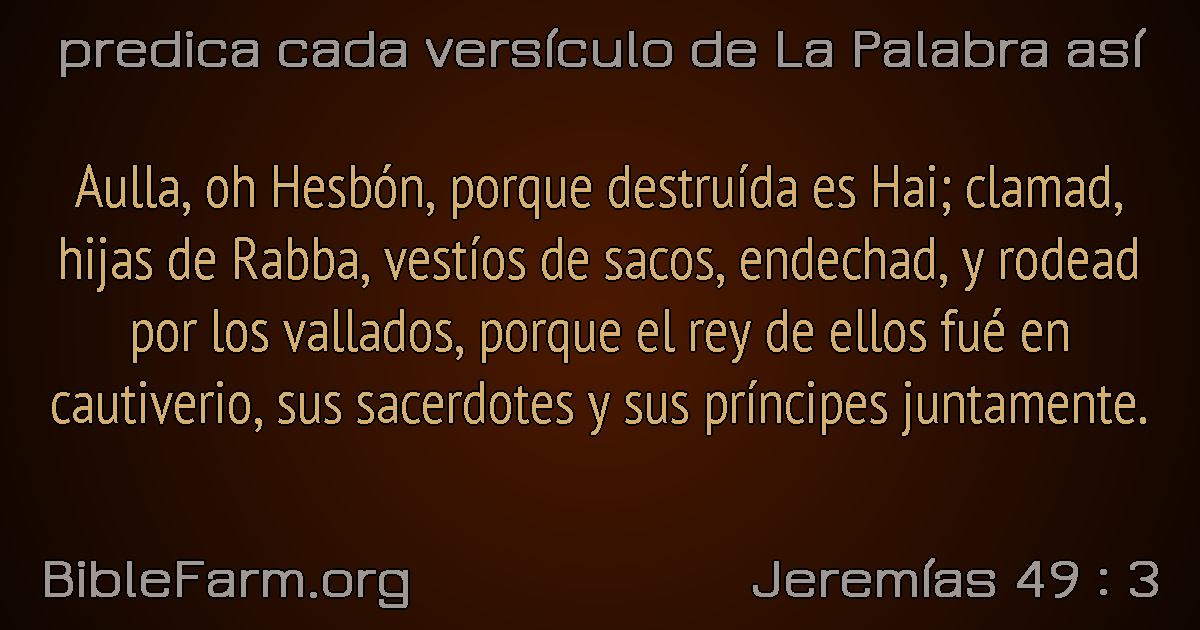 predica cada versículo de La Palabra así
Aulla, oh Hesbón, porque destruída es Hai; clamad,
hijas de Rabba, vestíos de sacos, endechad, y rodead
por los vallados, porque el rey de ellos fué en
cautiverio, sus sacerdotes y sus príncipes juntamente.
BibleFarm.org
Jeremías 49 : 3